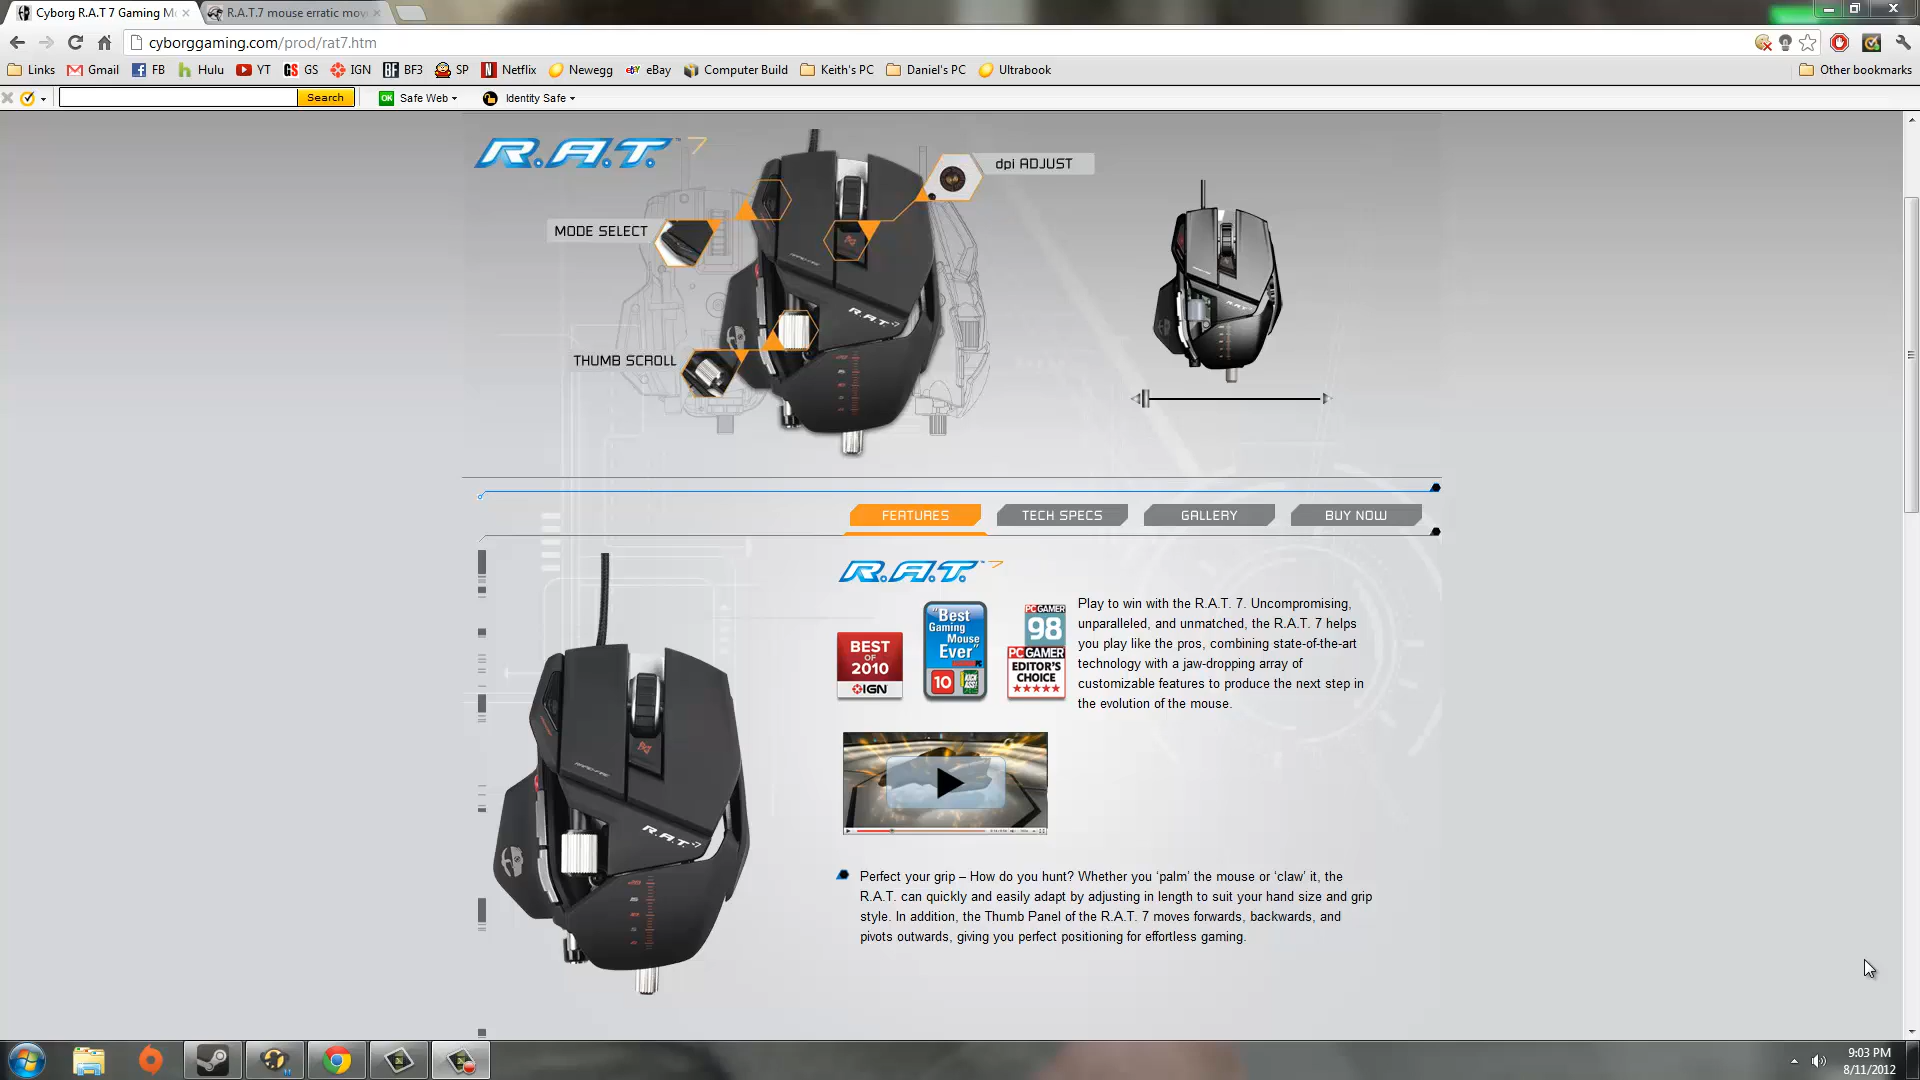 Cyborg R.A.T 7 Gaming M
R.A.T.7 mouse erratic mov
cyborggaming.com/prod/rat7.htm
Links
Gmail
FB
Hulu
YT
GS
IGN
BF3
SP
Netflix
Newegg
eBay
Computer Build
Keith's PC
Daniel's PC
Ultrabook
Other bookmarks
Search
OK
Safe Web
Identity Safe
R.A.T.™ 7
dpi ADJUST
MODE SELECT
R.A.T. 7
THUMB SCROLL
FEATURES
TECH SPECS
GALLERY
BUY NOW
R.A.T.™ 7
BEST OF 2010
IGN
"Best Gaming Mouse Ever"
10
PC GAMER
98
PC GAMER
EDITOR'S CHOICE
Play to win with the R.A.T. 7. Uncompromising,
unparalleled, and unmatched, the R.A.T. 7 helps
you play like the pros, combining state-of-the-art
technology with a jaw-dropping array of
customizable features to produce the next step in
the evolution of the mouse.
R.A.T. 7
Perfect your grip – How do you hunt? Whether you ‘palm’ the mouse or ‘claw’ it, the
R.A.T. can quickly and easily adapt by adjusting in length to suit your hand size and grip
style. In addition, the Thumb Panel of the R.A.T. 7 moves forwards, backwards, and
pivots outwards, giving you perfect positioning for effortless gaming.
9:03 PM
8/11/2012